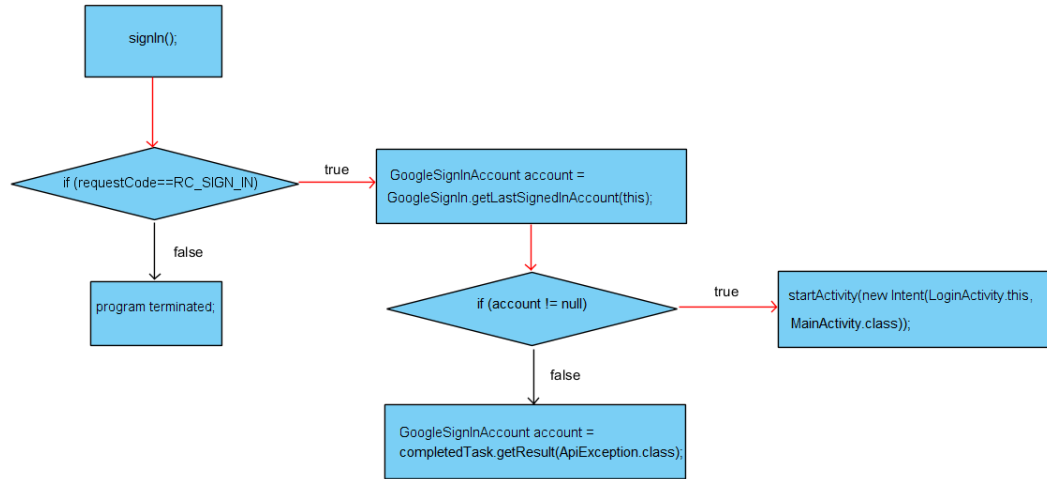 signIn();
if (requestCode==RC_SIGN_IN)
true
GoogleSignInAccount account =
GoogleSignIn.getLastSignedInAccount(this);
false
program terminated;
if (account != null)
true
startActivity(new Intent(LoginActivity.this,
MainActivity.class));
false
GoogleSignInAccount account =
completedTask.getResult(ApiException.class);